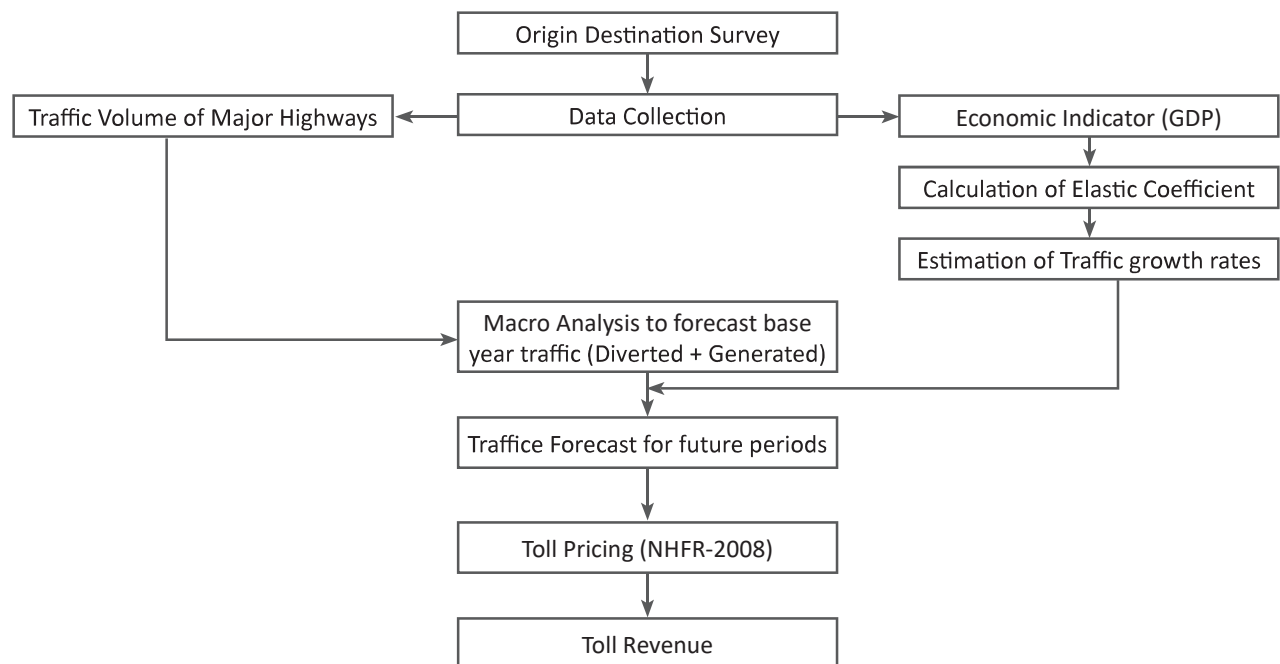 Origin Destination Survey
Traffic Volume of Major Highways
Data Collection
Economic Indicator (GDP)
Calculation of Elastic Coefficient
Estimation of Traffic growth rates
Macro Analysis to forecast base
year traffic (Diverted + Generated)
Traffice Forecast for future periods
Toll Pricing (NHFR-2008)
Toll Revenue